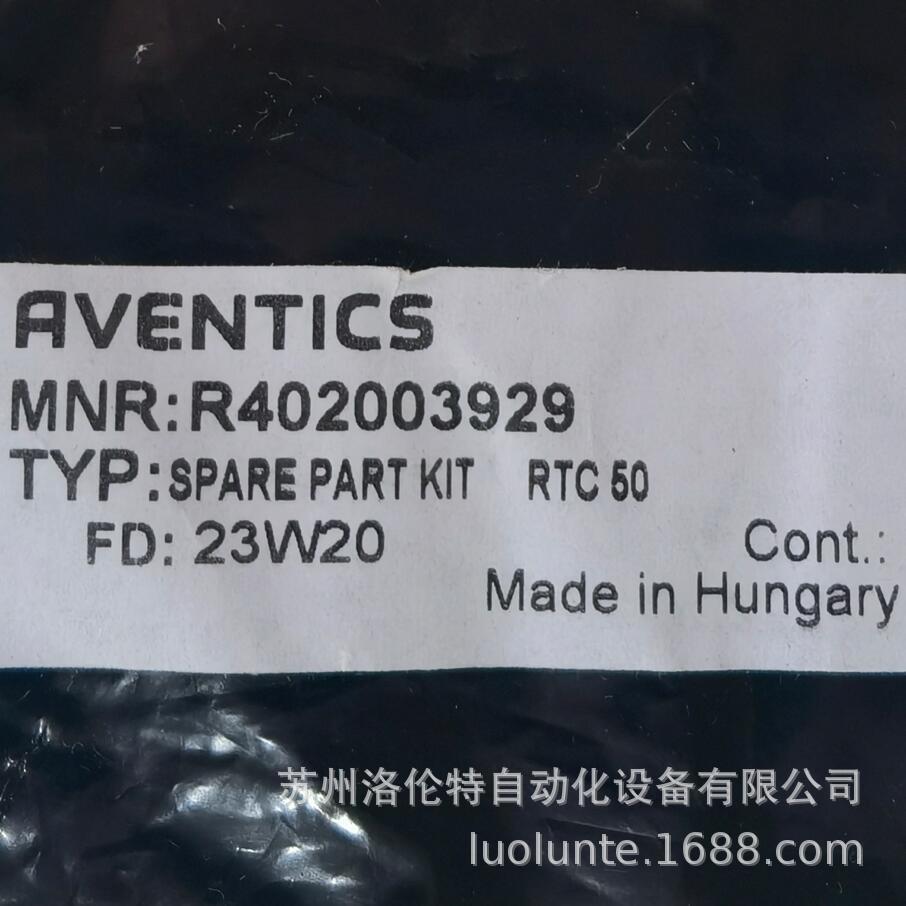 AVENTICS
MNR:R402003929
TYP:SPARE PART KIT RTC 50
FD: 23W20 Cont.:
Made in Hungary
苏州洛伦特自动化设备有限公司
luolunte.1688.com